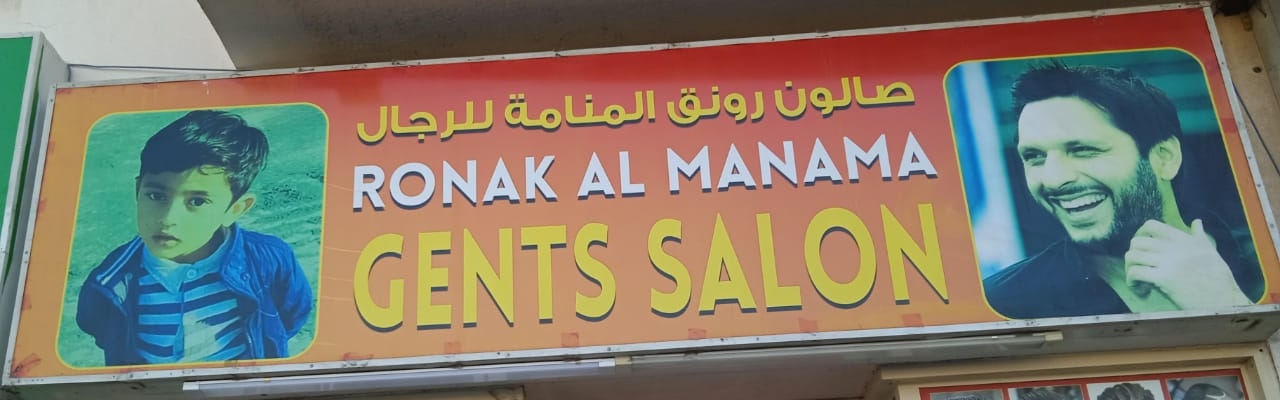 صالون رونق المنامة للرجال
RONAK AL MANAMA
GENTS SALON